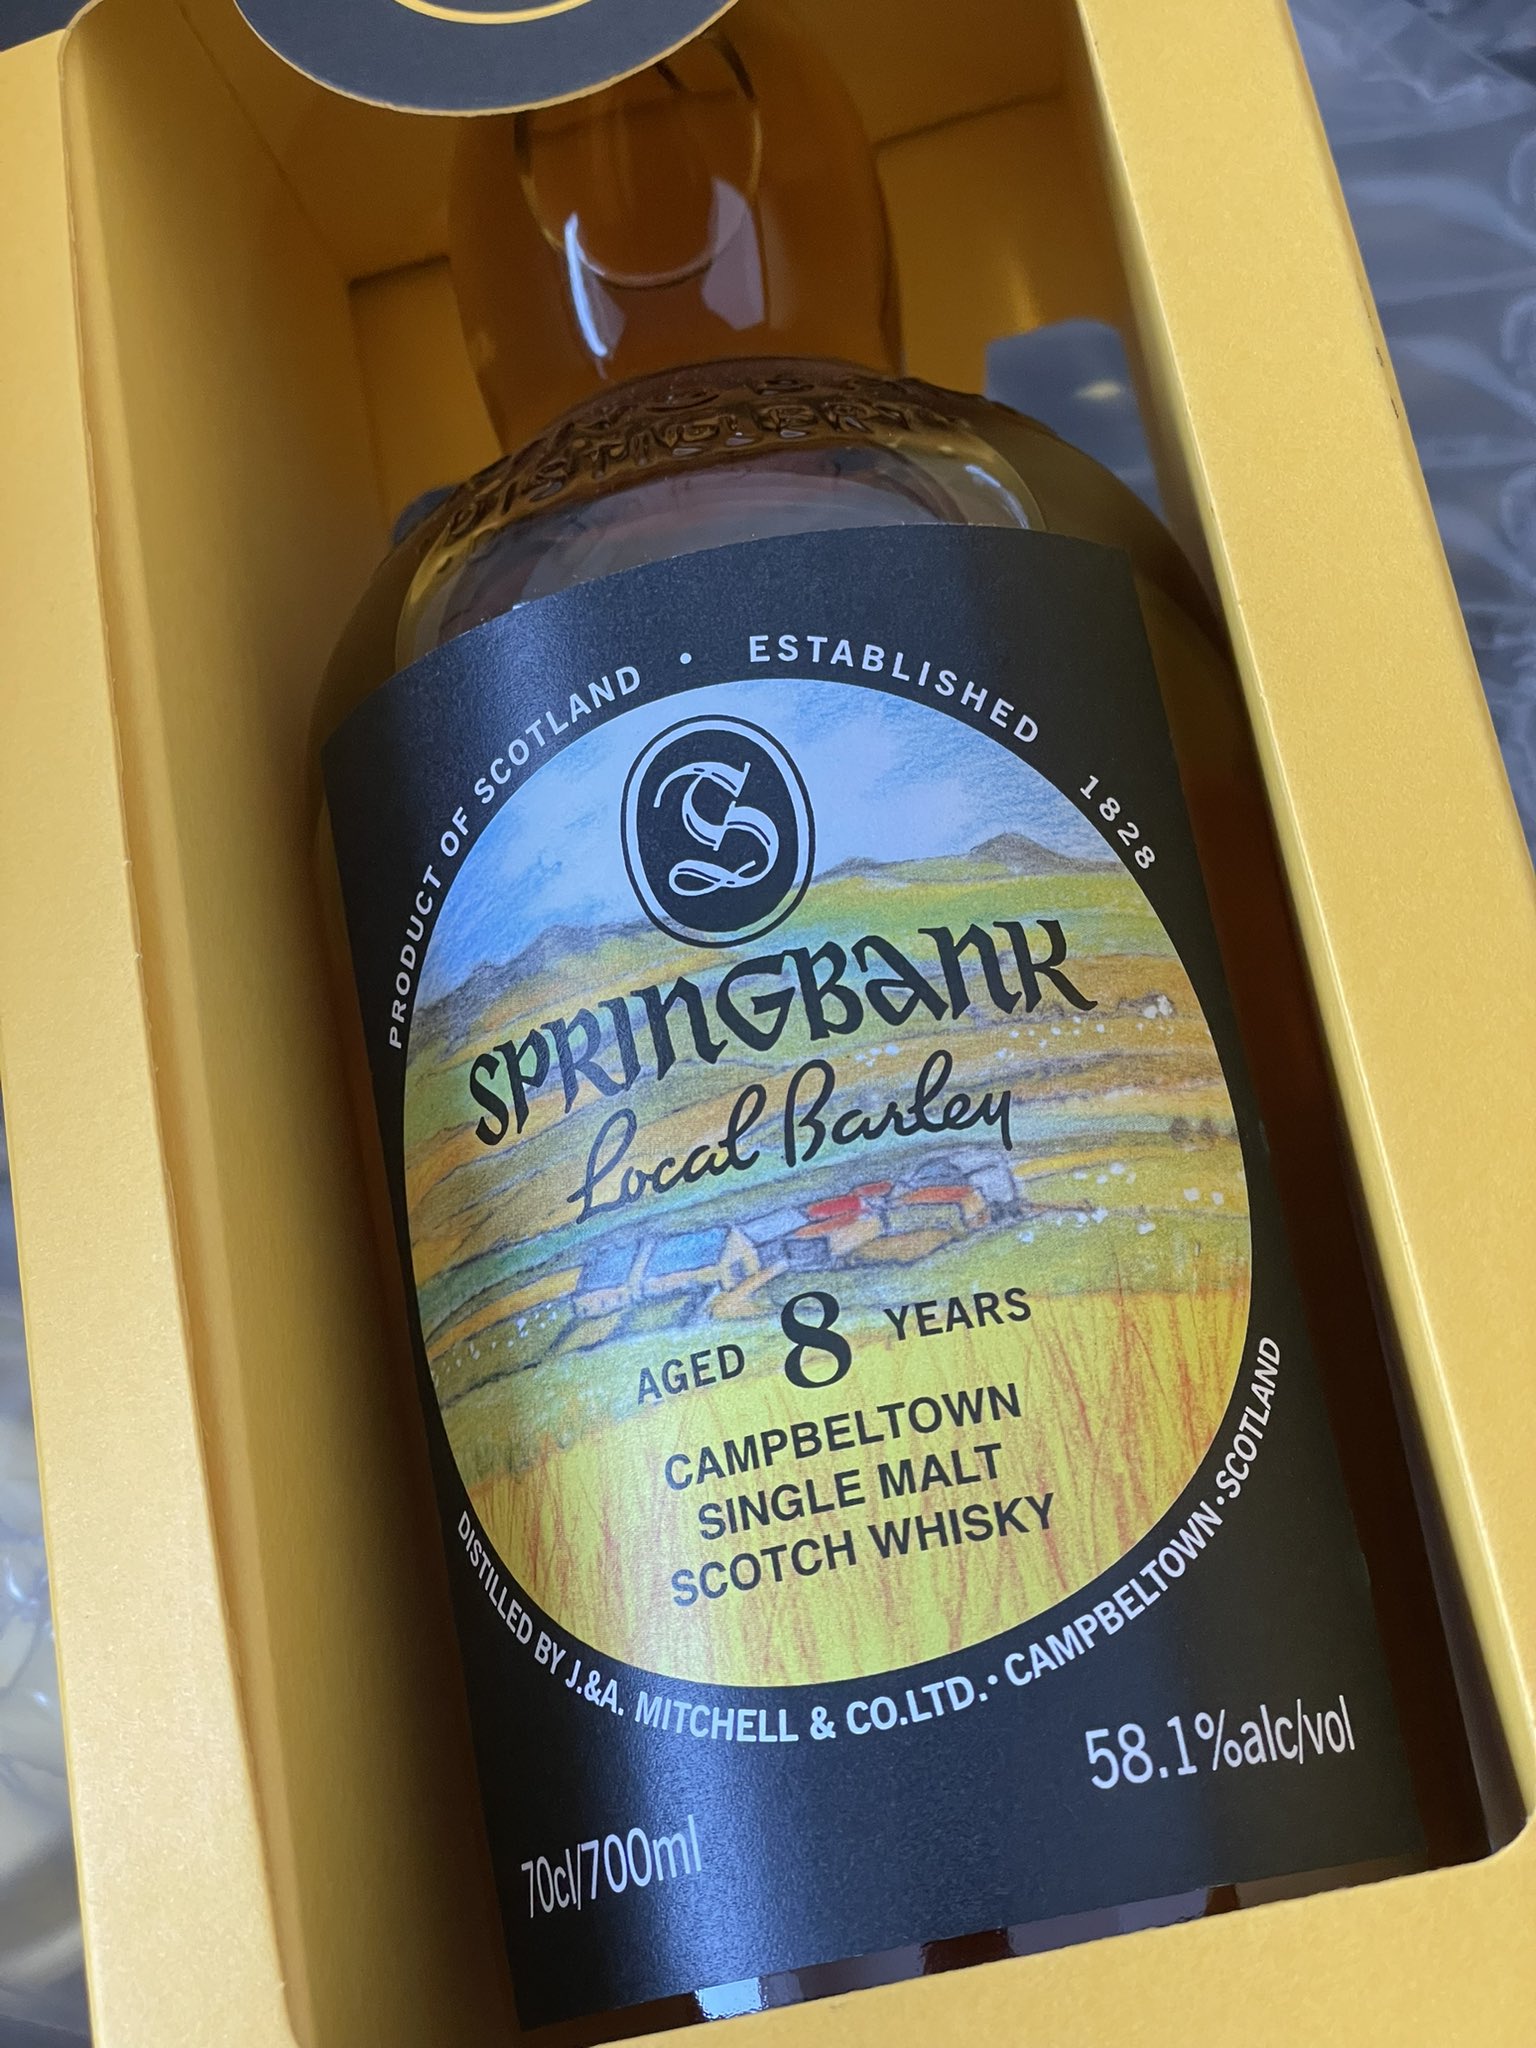 DISTILLERY
PRODUCT OF SCOTLAND • ESTABLISHED 1828
S
SPRINGBANK
Local Barley
AGED 8 YEARS
CAMPBELTOWN
SINGLE MALT
SCOTCH WHISKY
DISTILLED BY J.&A. MITCHELL & CO.LTD. • CAMPBELTOWN • SCOTLAND
58.1%alc/vol
70cl/700ml